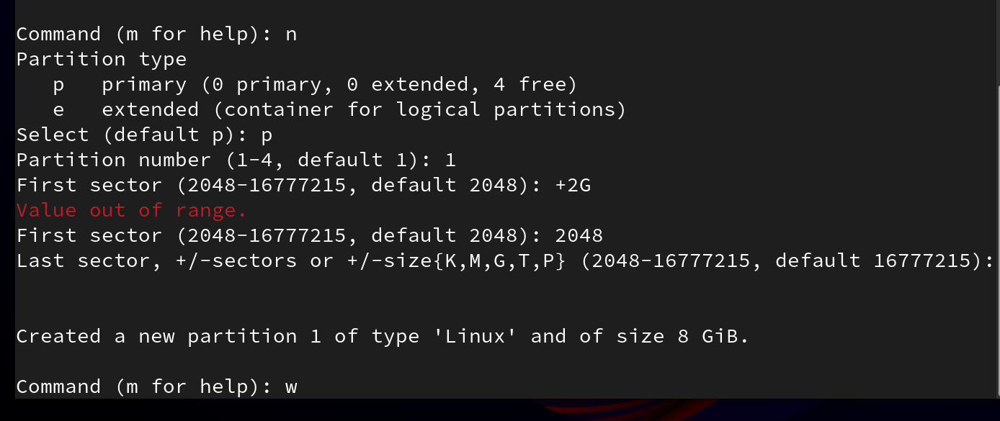 Command (m for help): n
Partition type
   p   primary (0 primary, 0 extended, 4 free)
   e   extended (container for logical partitions)
Select (default p): p
Partition number (1-4, default 1): 1
First sector (2048-16777215, default 2048): +2G
Value out of range.
First sector (2048-16777215, default 2048): 2048
Last sector, +/-sectors or +/-size{K,M,G,T,P} (2048-16777215, default 16777215):
Created a new partition 1 of type 'Linux' and of size 8 GiB.
Command (m for help): w